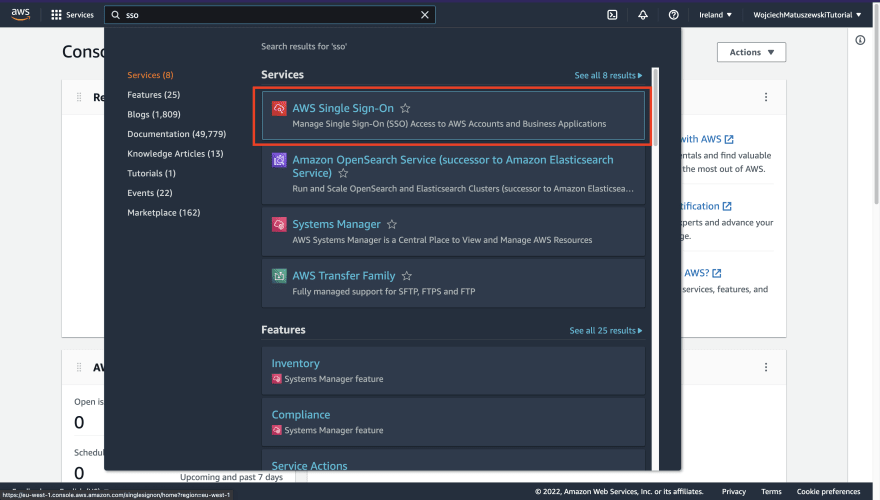 aws
Services
sso
Ireland
WojciechMatuszewskiTutorial
Search results for 'sso'
Actions
Services (8)
Features (25)
Blogs (1,809)
Documentation (49,779)
Knowledge Articles (13)
Tutorials (1)
Events (22)
Marketplace (162)
Services
See all 8 results
AWS Single Sign-On
Manage Single Sign-On (SSO) Access to AWS Accounts and Business Applications
Amazon OpenSearch Service (successor to Amazon Elasticsearch
Service)
Run and Scale OpenSearch and Elasticsearch Clusters (successor to Amazon Elasticsea...
Systems Manager
AWS Systems Manager is a Central Place to View and Manage AWS Resources
AWS Transfer Family
Fully managed support for SFTP, FTPS and FTP
Features
See all 25 results
Inventory
Systems Manager feature
Compliance
Systems Manager feature
Service Actions
with AWS
and find valuable
the most out of AWS.
and advance your
AWS?
services, features, and
Open is
0
0
Upcoming and past 7 days
https://eu-west-1.console.aws.amazon.com/singlesignon/home?region=eu-west-1
© 2022, Amazon Web Services, Inc. or its affiliates.
Privacy
Terms
Cookie preferences